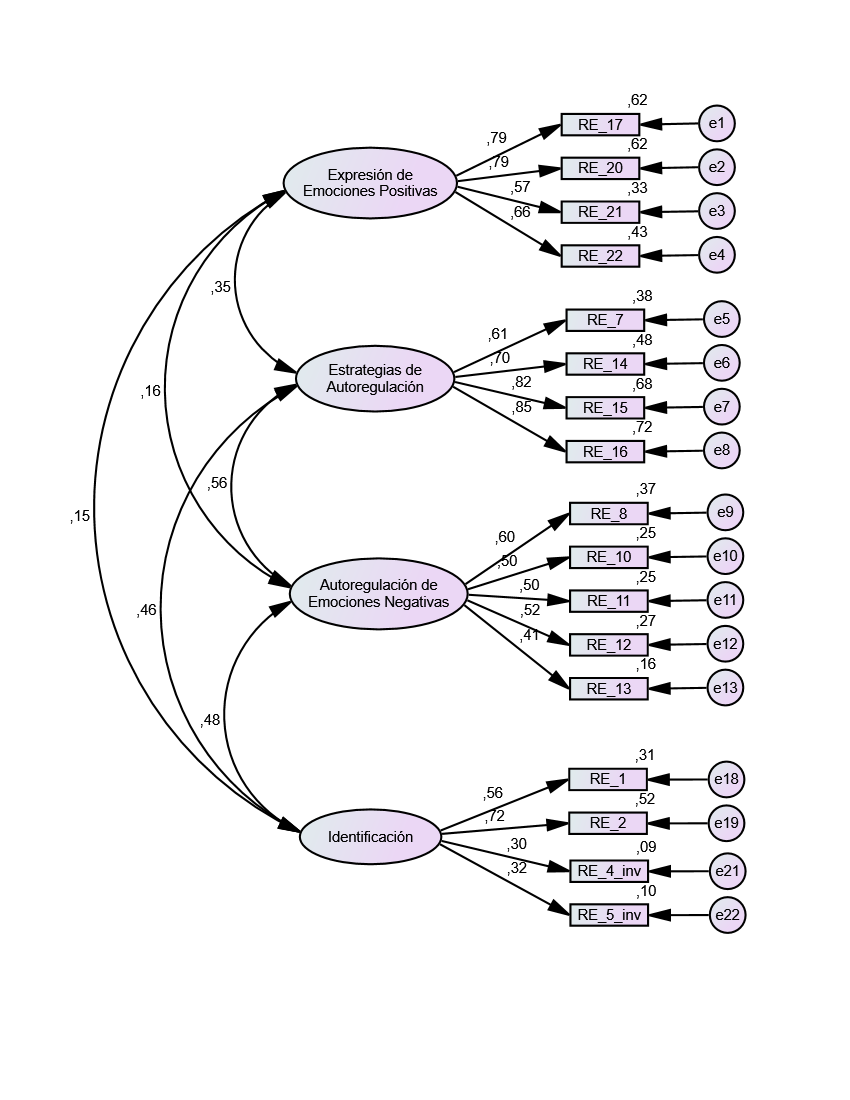 ,62
,79
RE_17
e1
,62
,79
RE_20
e2
Expresión de
Emociones Positivas
,33
,57
RE_21
e3
,43
,66
RE_22
e4
,35
,38
,61
RE_7
e5
,48
,70
RE_14
e6
Estrategias de
Autoregulación
,68
,82
RE_15
e7
,72
,85
RE_16
e8
,16
,56
,15
,37
,60
RE_8
e9
,25
,50
RE_10
e10
Autoregulación de
Emociones Negativas
,25
,50
RE_11
e11
,27
,52
RE_12
e12
,16
,41
RE_13
e13
,46
,48
,31
,56
RE_1
e18
,52
,72
RE_2
e19
Identificación
,09
,30
RE_4_inv
e21
,10
,32
RE_5_inv
e22